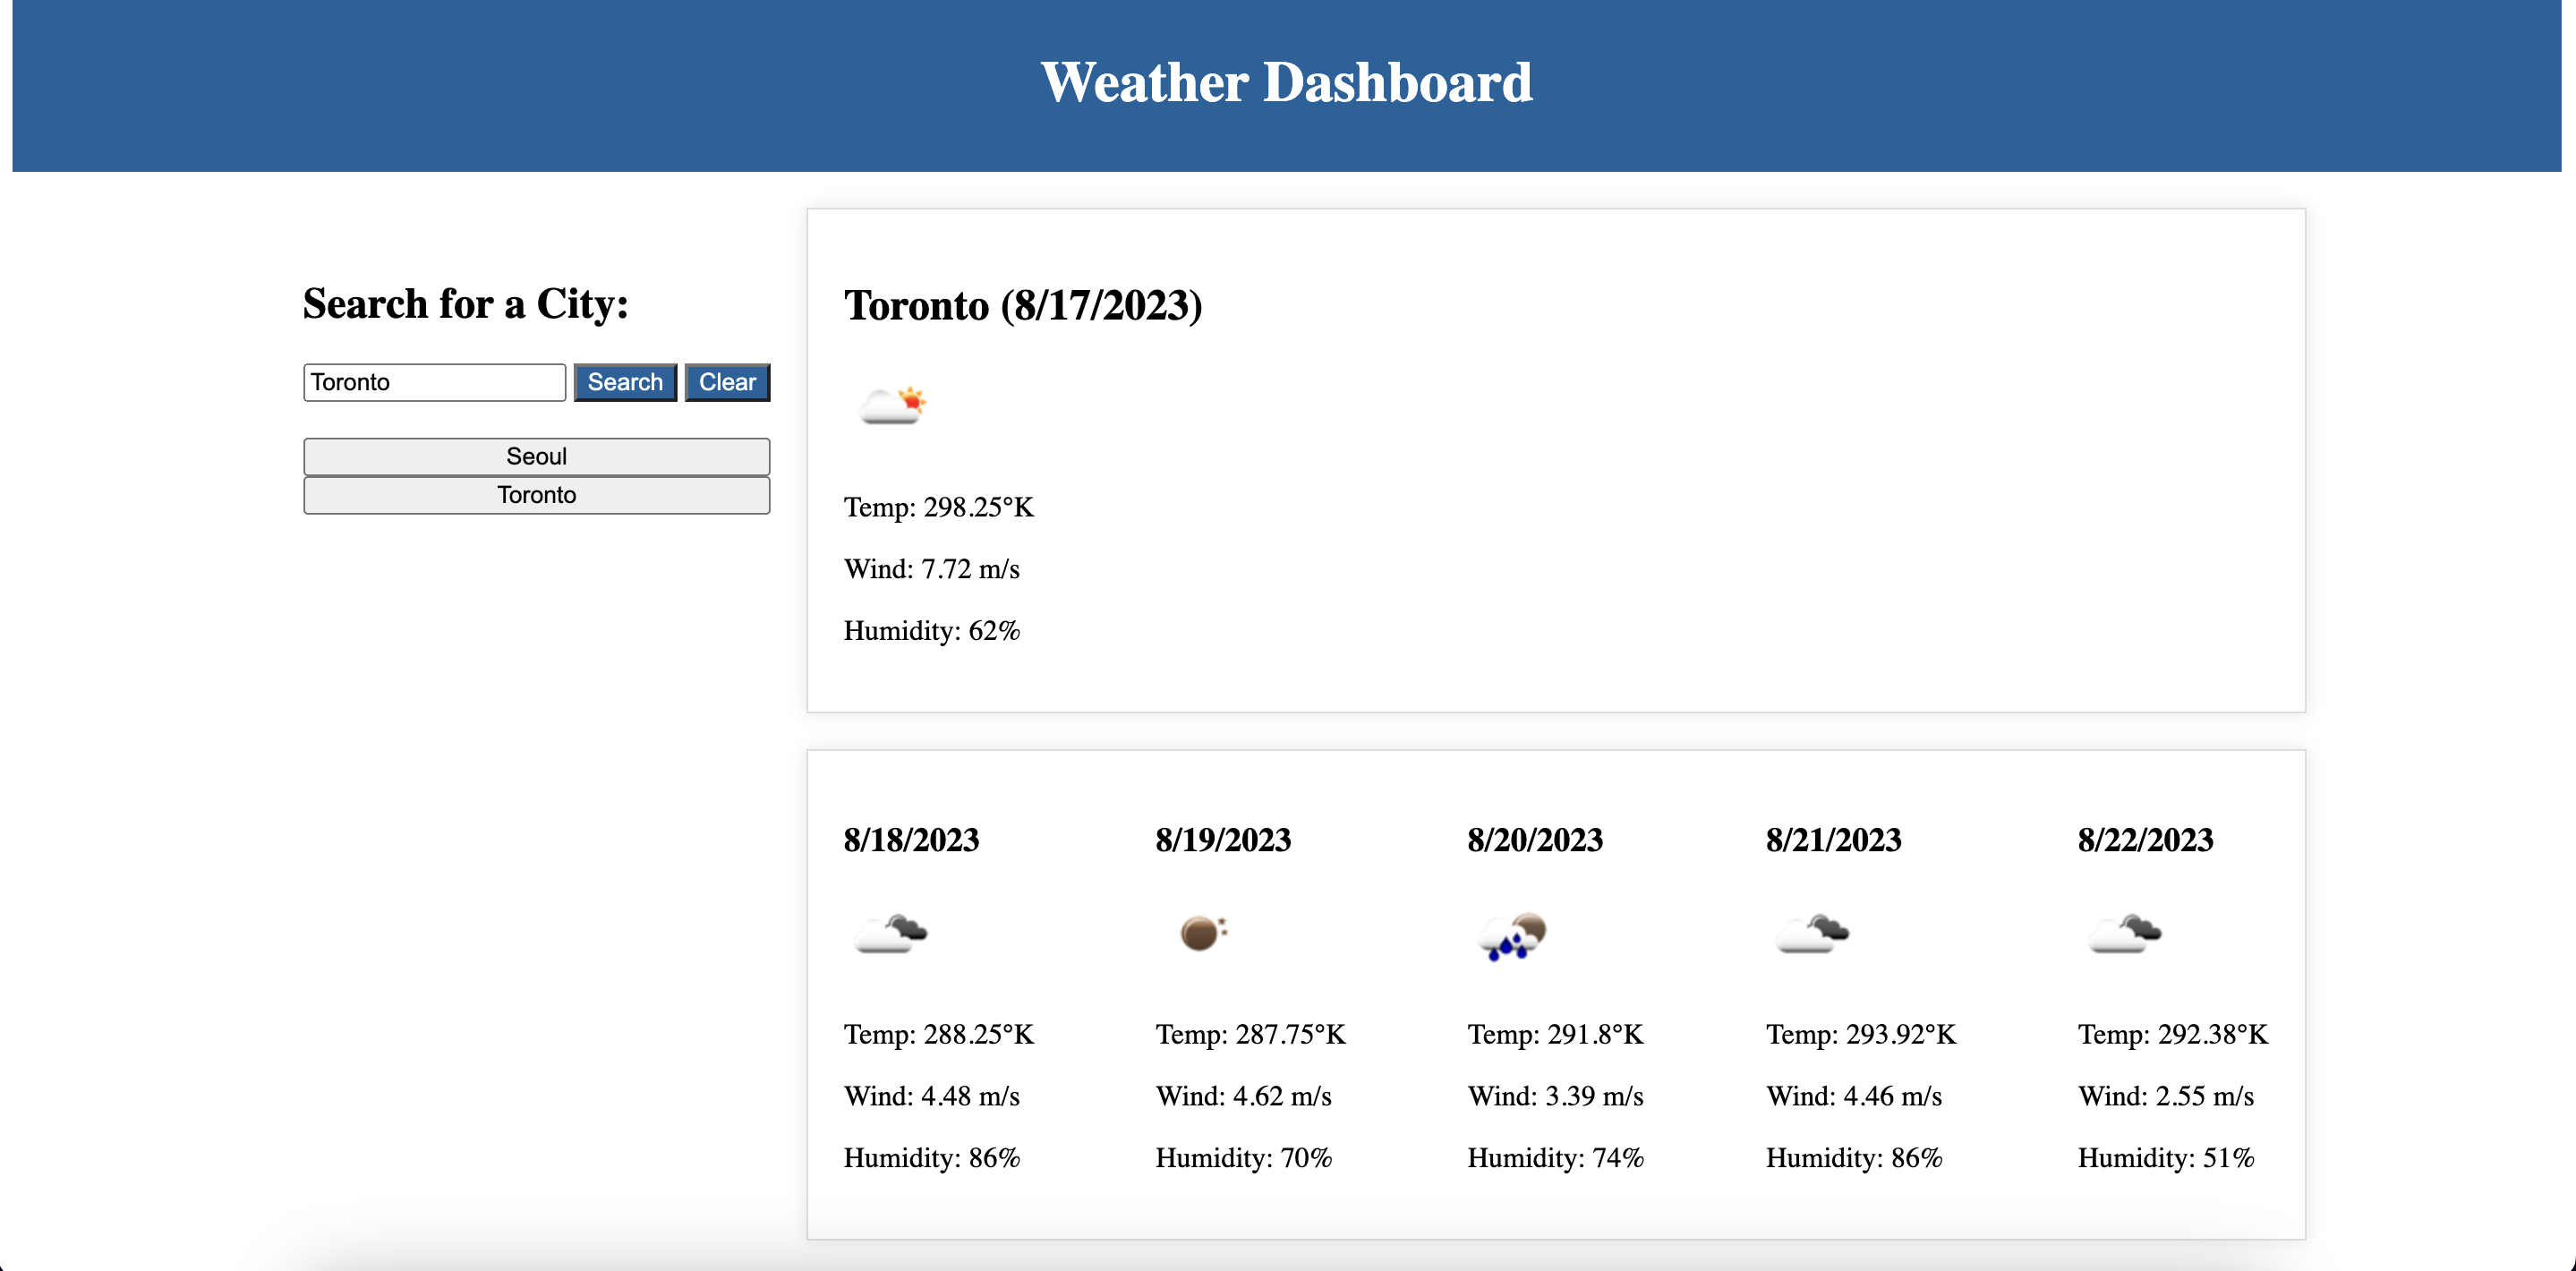 Weather Dashboard
Search for a City:
Toronto
Search
Clear
Seoul
Toronto
Toronto (8/17/2023)
Temp: 298.25°K
Wind: 7.72 m/s
Humidity: 62%
8/18/2023
Temp: 288.25°K
Wind: 4.48 m/s
Humidity: 86%
8/19/2023
Temp: 287.75°K
Wind: 4.62 m/s
Humidity: 70%
8/20/2023
Temp: 291.8°K
Wind: 3.39 m/s
Humidity: 74%
8/21/2023
Temp: 293.92°K
Wind: 4.46 m/s
Humidity: 86%
8/22/2023
Temp: 292.38°K
Wind: 2.55 m/s
Humidity: 51%